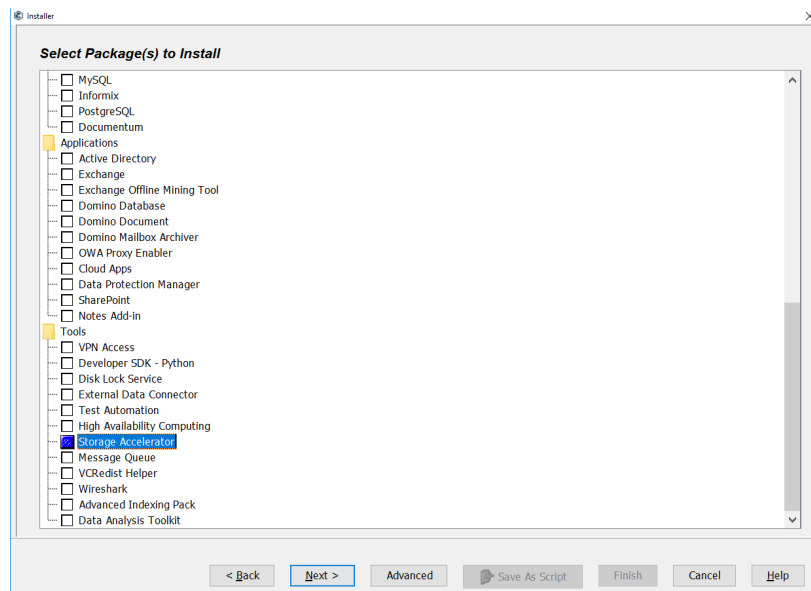 Installer
Select Package(s) to Install
MySQL
Informix
PostgreSQL
Documentum
Applications
Active Directory
Exchange
Exchange Offline Mining Tool
Domino Database
Domino Document
Domino Mailbox Archiver
OWA Proxy Enabler
Cloud Apps
Data Protection Manager
SharePoint
Notes Add-in
Tools
VPN Access
Developer SDK - Python
Disk Lock Service
External Data Connector
Test Automation
High Availability Computing
Storage Accelerator
Message Queue
VCRedist Helper
Wireshark
Advanced Indexing Pack
Data Analysis Toolkit
< Back Next > Advanced Save As Script Finish Cancel Help